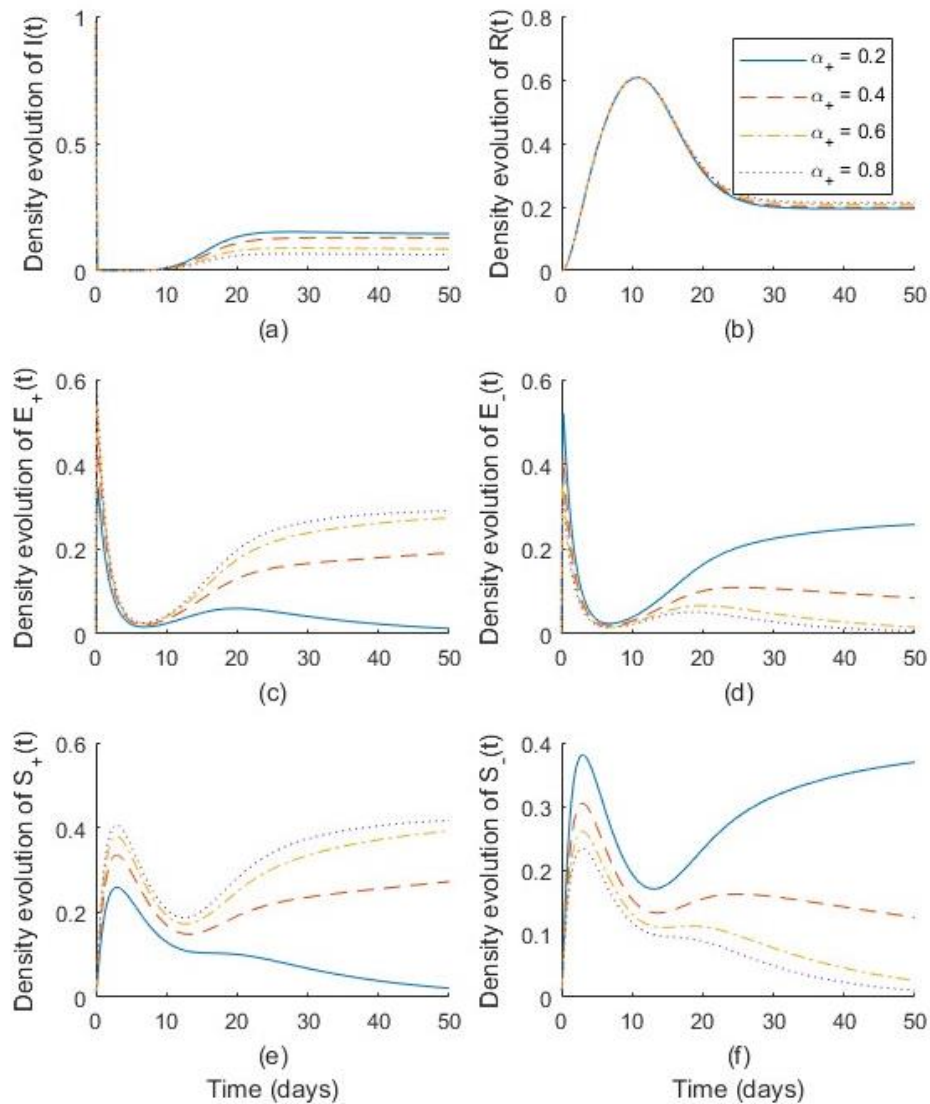 Density evolution of I(t)
1
0.5
0
0 10 20 30 40 50
(a)
Density evolution of R(t)
0.8
0.6
0.4
0.2
0
0 10 20 30 40 50
(b)
α+ = 0.2
α+ = 0.4
α+ = 0.6
α+ = 0.8
Density evolution of E+(t)
0.6
0.4
0.2
0
0 10 20 30 40 50
(c)
Density evolution of E-(t)
0.6
0.4
0.2
0
0 10 20 30 40 50
(d)
Density evolution of S+(t)
0.6
0.4
0.2
0
0 10 20 30 40 50
(e)
Time (days)
Density evolution of S-(t)
0.4
0.3
0.2
0.1
0
0 10 20 30 40 50
(f)
Time (days)